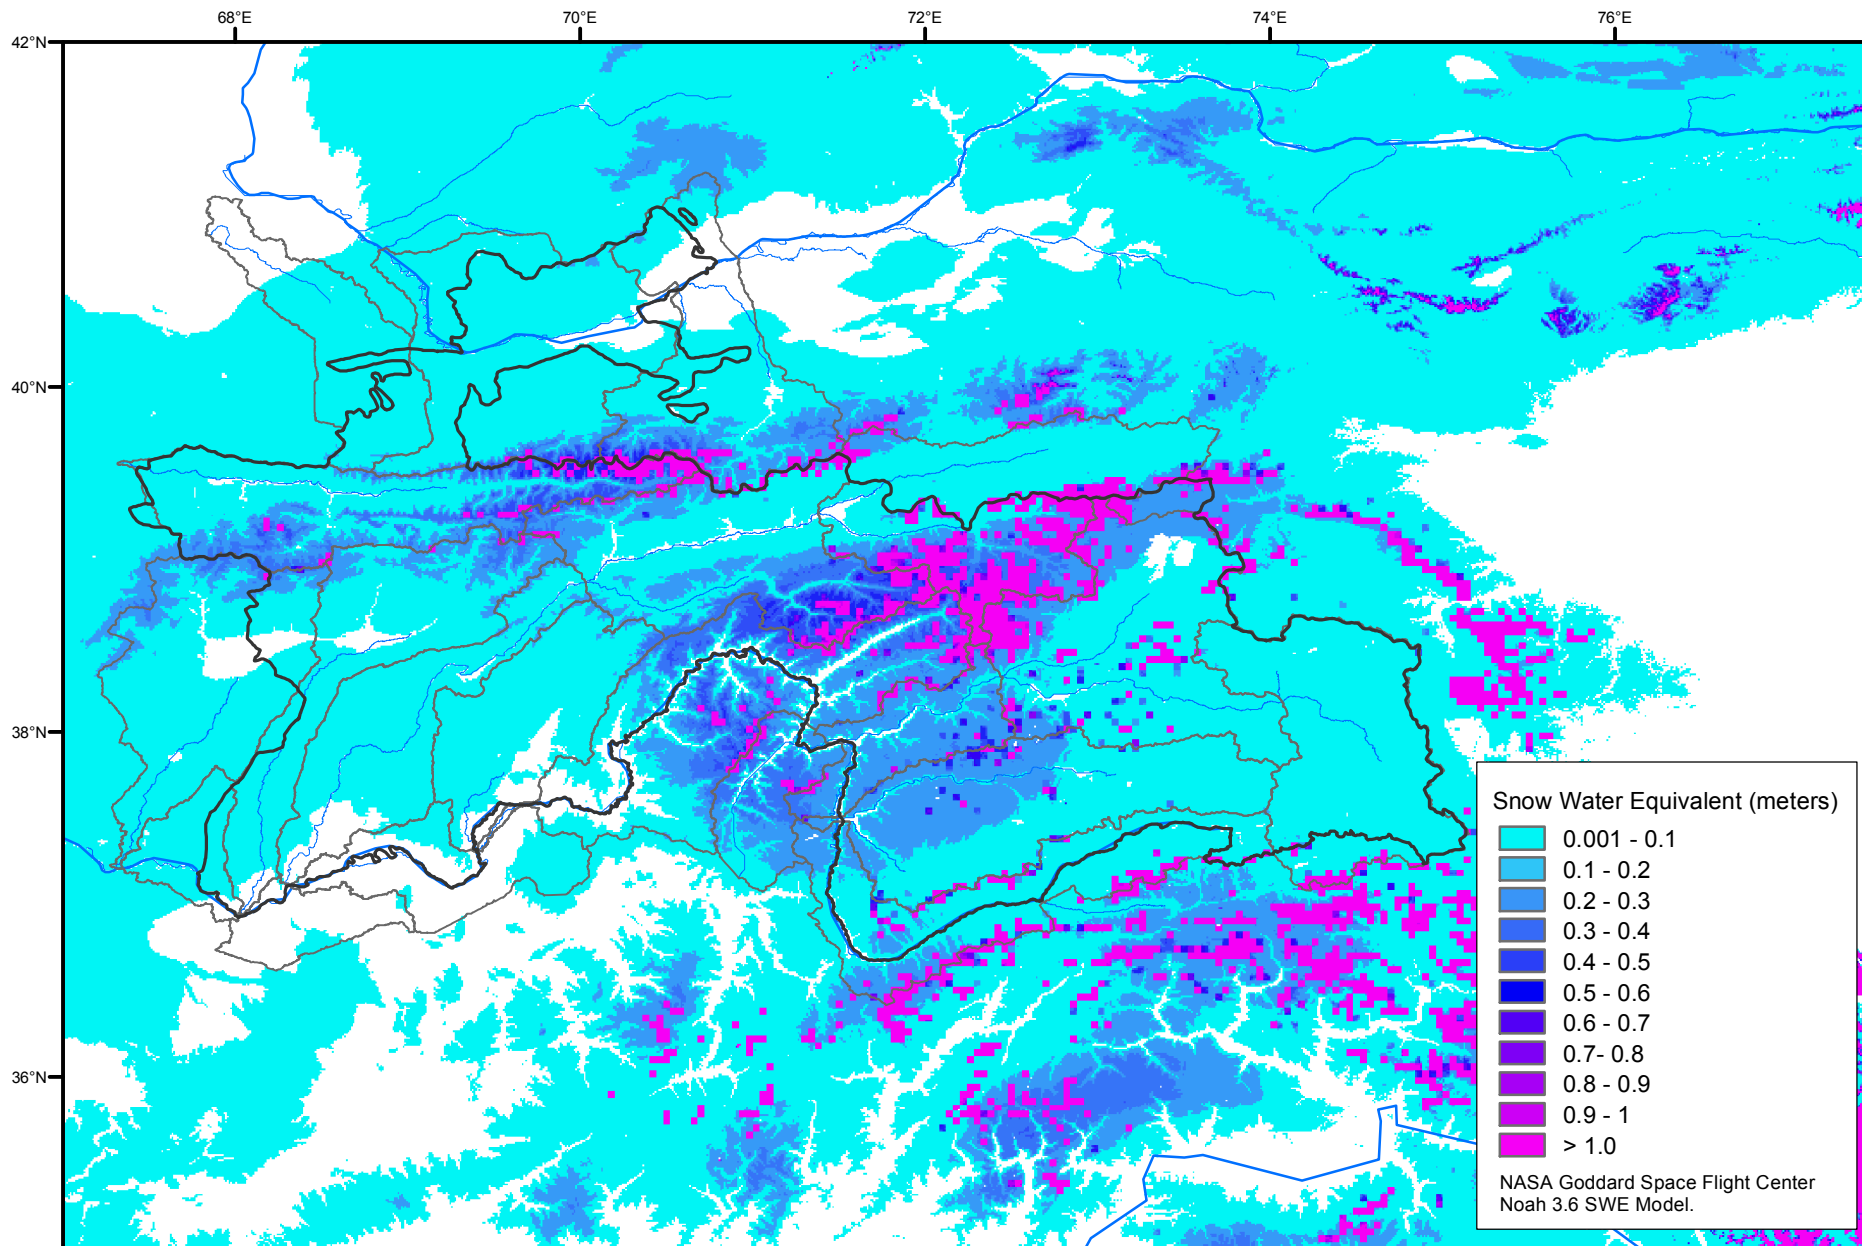 68°E
70°E
72°E
74°E
76°E
42°N
40°N
38°N
36°N
Snow Water Equivalent (meters)
0.001 - 0.1
0.1 - 0.2
0.2 - 0.3
0.3 - 0.4
0.4 - 0.5
0.5 - 0.6
0.6 - 0.7
0.7- 0.8
0.8 - 0.9
0.9 - 1
> 1.0
NASA Goddard Space Flight Center
Noah 3.6 SWE Model.